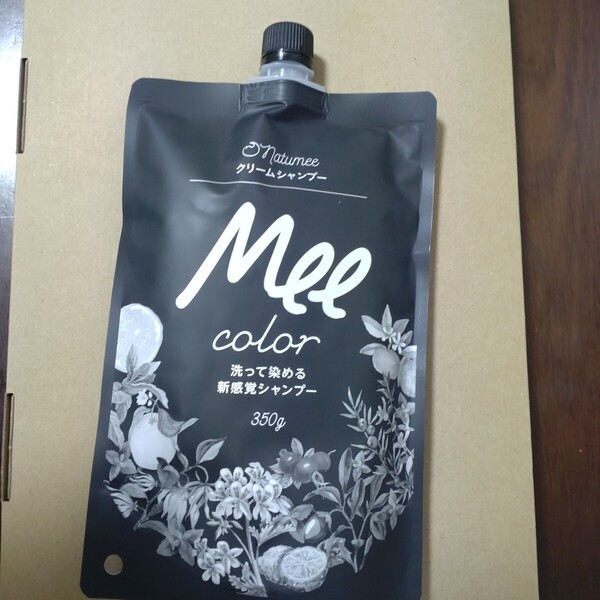 Natumee
クリームシャンプー
Mee
color
洗って染める
新感覚シャンプー
350g